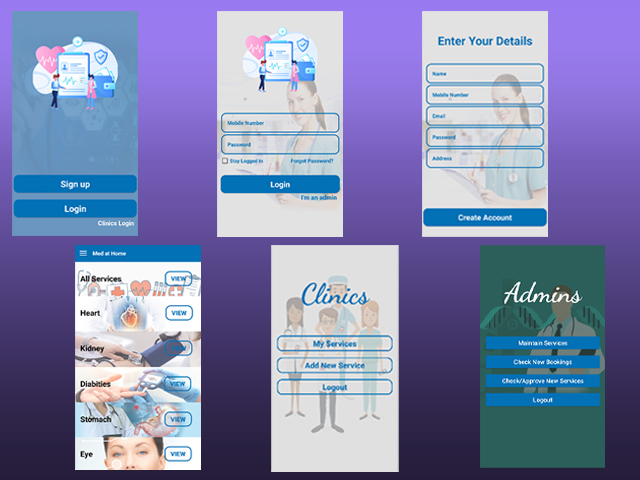 Sign up
Login
Clinics Login
Mobile Number
Password
Stay Logged In Forgot Password?
Login
I'm an admin
Enter Your Details
Name
Mobile Number
Email
Password
Address
Create Account
Med at Home
All Services VIEW
Heart VIEW
Kidney VIEW
Diabities VIEW
Stomach VIEW
Eye VIEW
Clinics
My Services
Add New Service
Logout
Admins
Maintain Services
Check New Bookings
Check/Approve New Services
Logout